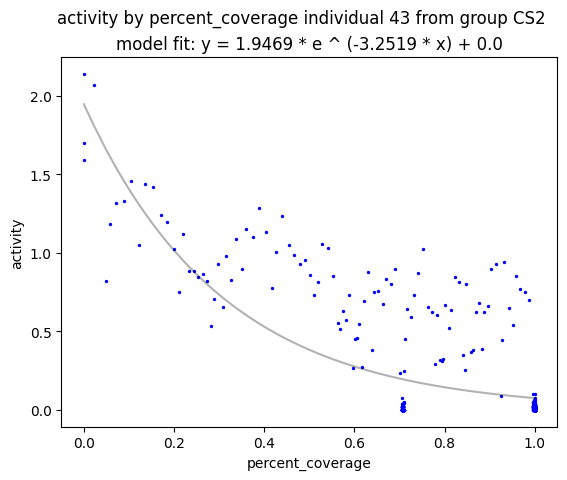 activity by percent_coverage individual 43 from group CS2
model fit: y = 1.9469 * e ^ (-3.2519 * x) + 0.0
2.0
1.5
1.0
0.5
0.0
activity
0.0 0.2 0.4 0.6 0.8 1.0
percent_coverage